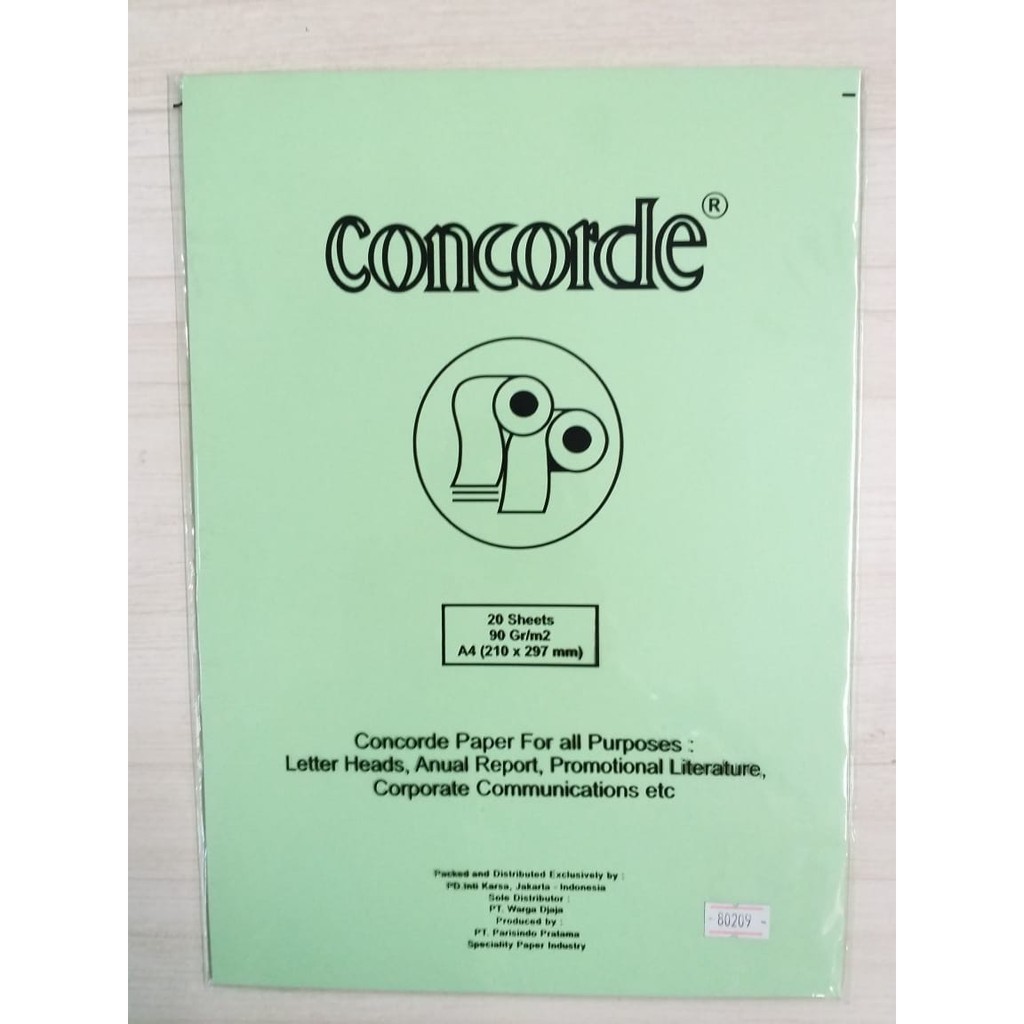 concorde®
20 Sheets
90 Gr/m2
A4 (210 x 297 mm)
Concorde Paper For all Purposes :
Letter Heads, Anual Report, Promotional Literature,
Corporate Communications etc
Packed and Distributed Exclusively by :
PD.Inti Karsa, Jakarta - Indonesia
Sole Distributor :
PT. Warga Djaja
Produced by :
PT. Parisindo Pratama
Speciality Paper Industry
- 80209 -